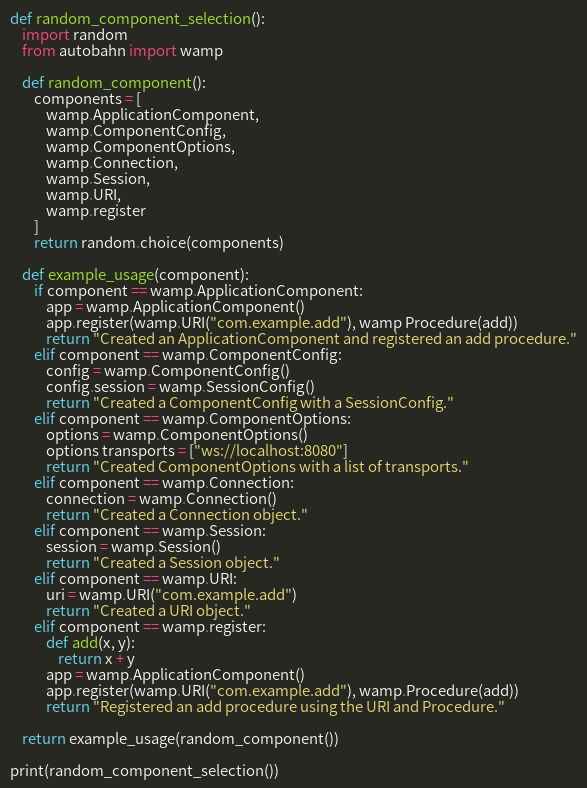 def random_component_selection():
    import random
    from autobahn import wamp

    def random_component():
        components = [
            wamp.ApplicationComponent,
            wamp.ComponentConfig,
            wamp.ComponentOptions,
            wamp.Connection,
            wamp.Session,
            wamp.URI,
            wamp.register
        ]
        return random.choice(components)

    def example_usage(component):
        if component == wamp.ApplicationComponent:
            app = wamp.ApplicationComponent()
            app.register(wamp.URI("com.example.add"), wamp.Procedure(add))
            return "Created an ApplicationComponent and registered an add procedure."
        elif component == wamp.ComponentConfig:
            config = wamp.ComponentConfig()
            config.session = wamp.SessionConfig()
            return "Created a ComponentConfig with a SessionConfig."
        elif component == wamp.ComponentOptions:
            options = wamp.ComponentOptions()
            options.transports = ["ws://localhost:8080"]
            return "Created ComponentOptions with a list of transports."
        elif component == wamp.Connection:
            connection = wamp.Connection()
            return "Created a Connection object."
        elif component == wamp.Session:
            session = wamp.Session()
            return "Created a Session object."
        elif component == wamp.URI:
            uri = wamp.URI("com.example.add")
            return "Created a URI object."
        elif component == wamp.register:
            def add(x, y):
                return x + y
            app = wamp.ApplicationComponent()
            app.register(wamp.URI("com.example.add"), wamp.Procedure(add))
            return "Registered an add procedure using the URI and Procedure."

    return example_usage(random_component())

print(random_component_selection())